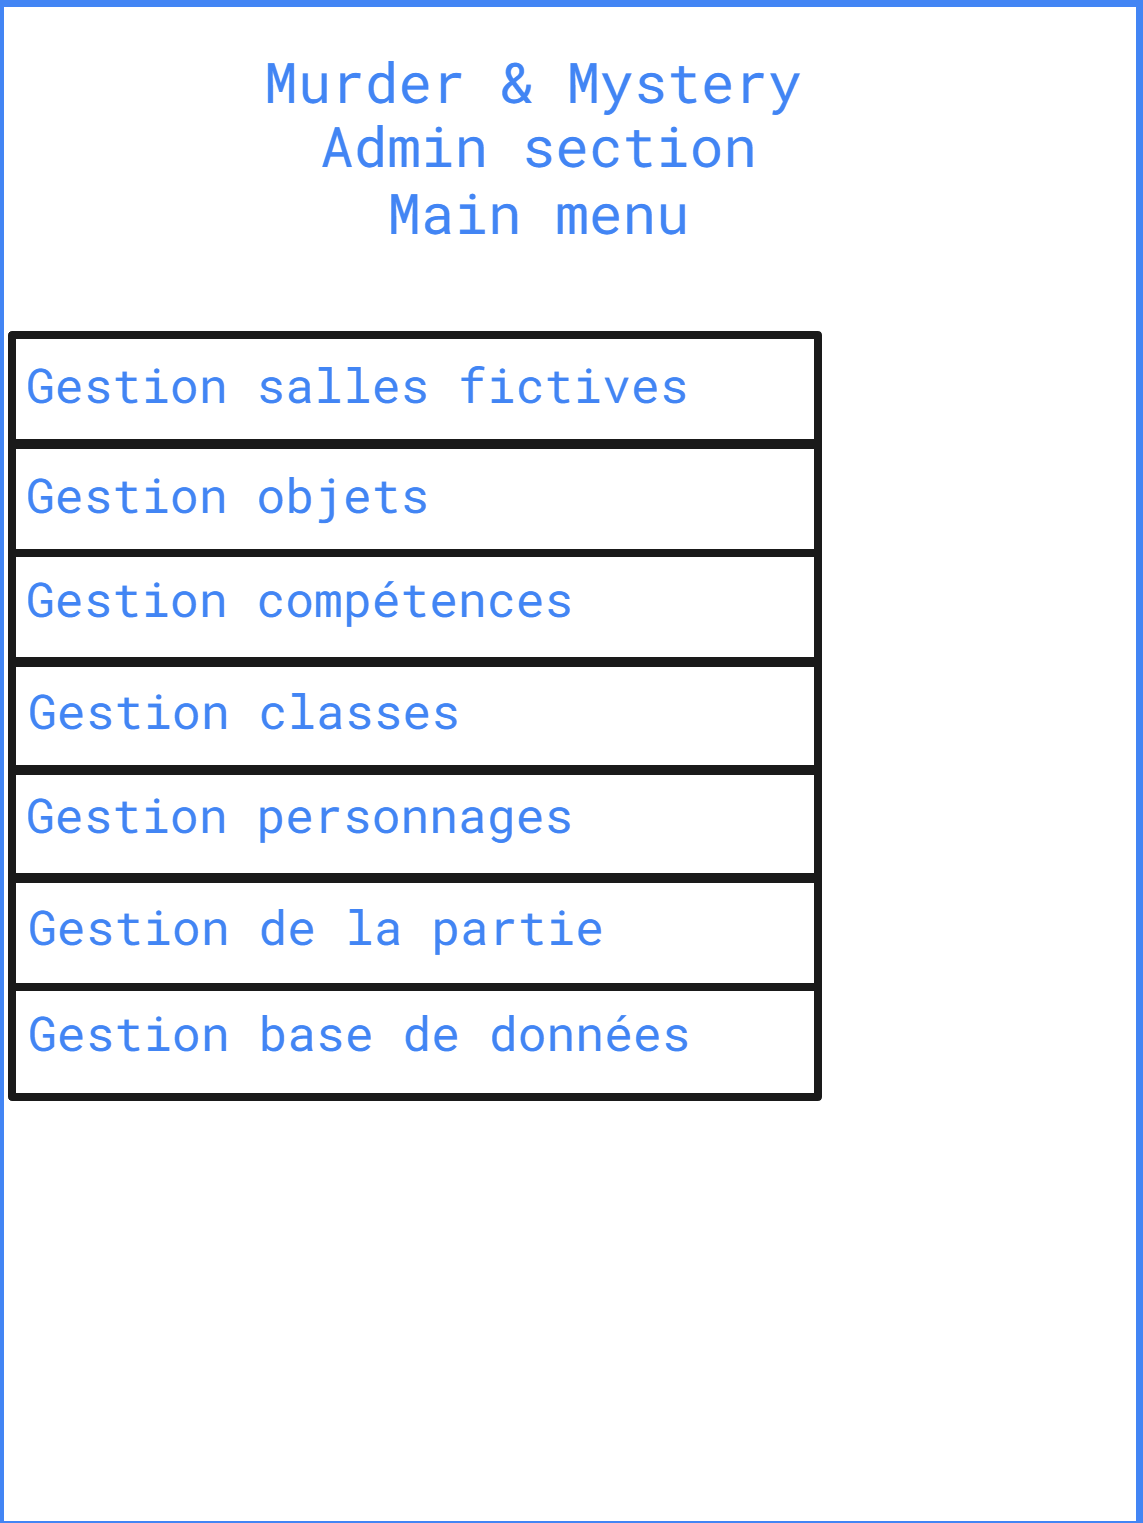 Murder & Mystery
Admin section
Main menu
Gestion salles fictives
Gestion objets
Gestion compétences
Gestion classes
Gestion personnages
Gestion de la partie
Gestion base de données